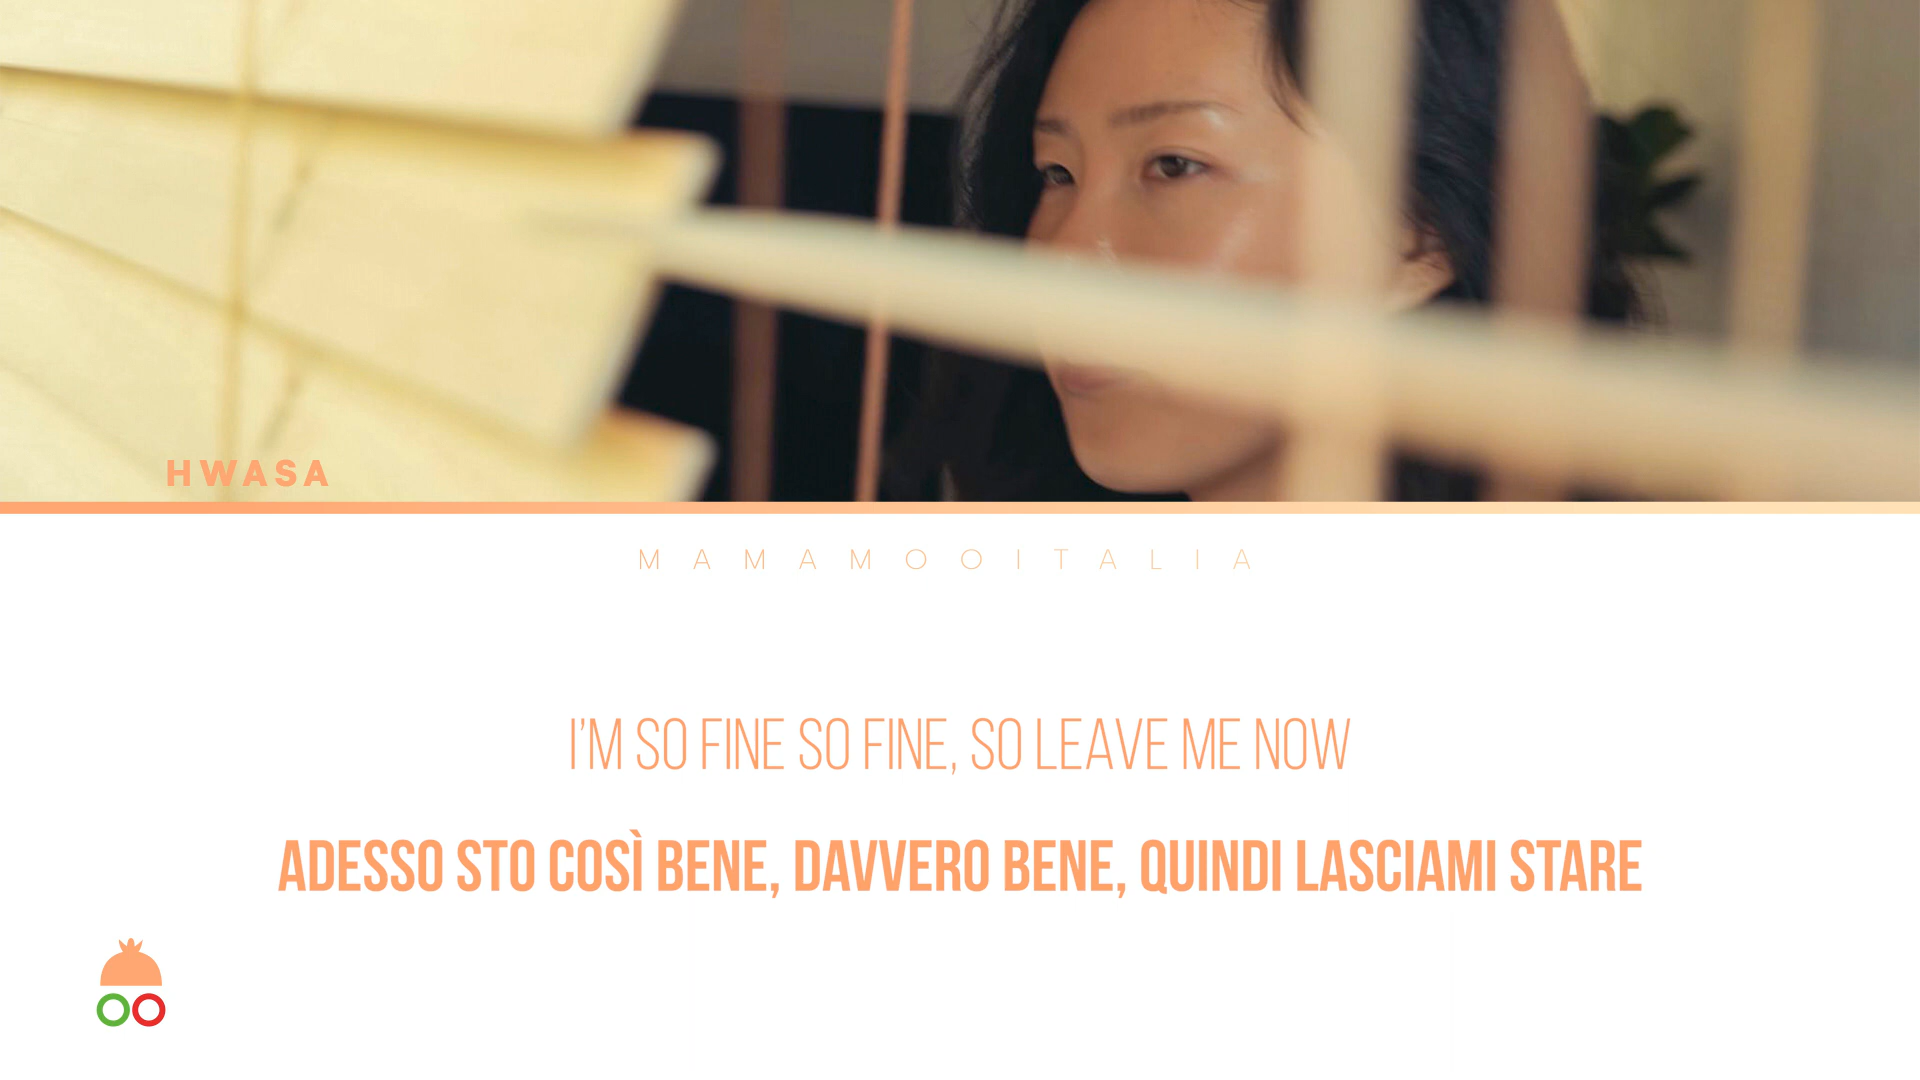 HWASA
MAMAMOOITALIA
I'M SO FINE SO FINE, SO LEAVE ME NOW
ADESSO STO COSÌ BENE, DAVVERO BENE, QUINDI LASCIAMI STARE